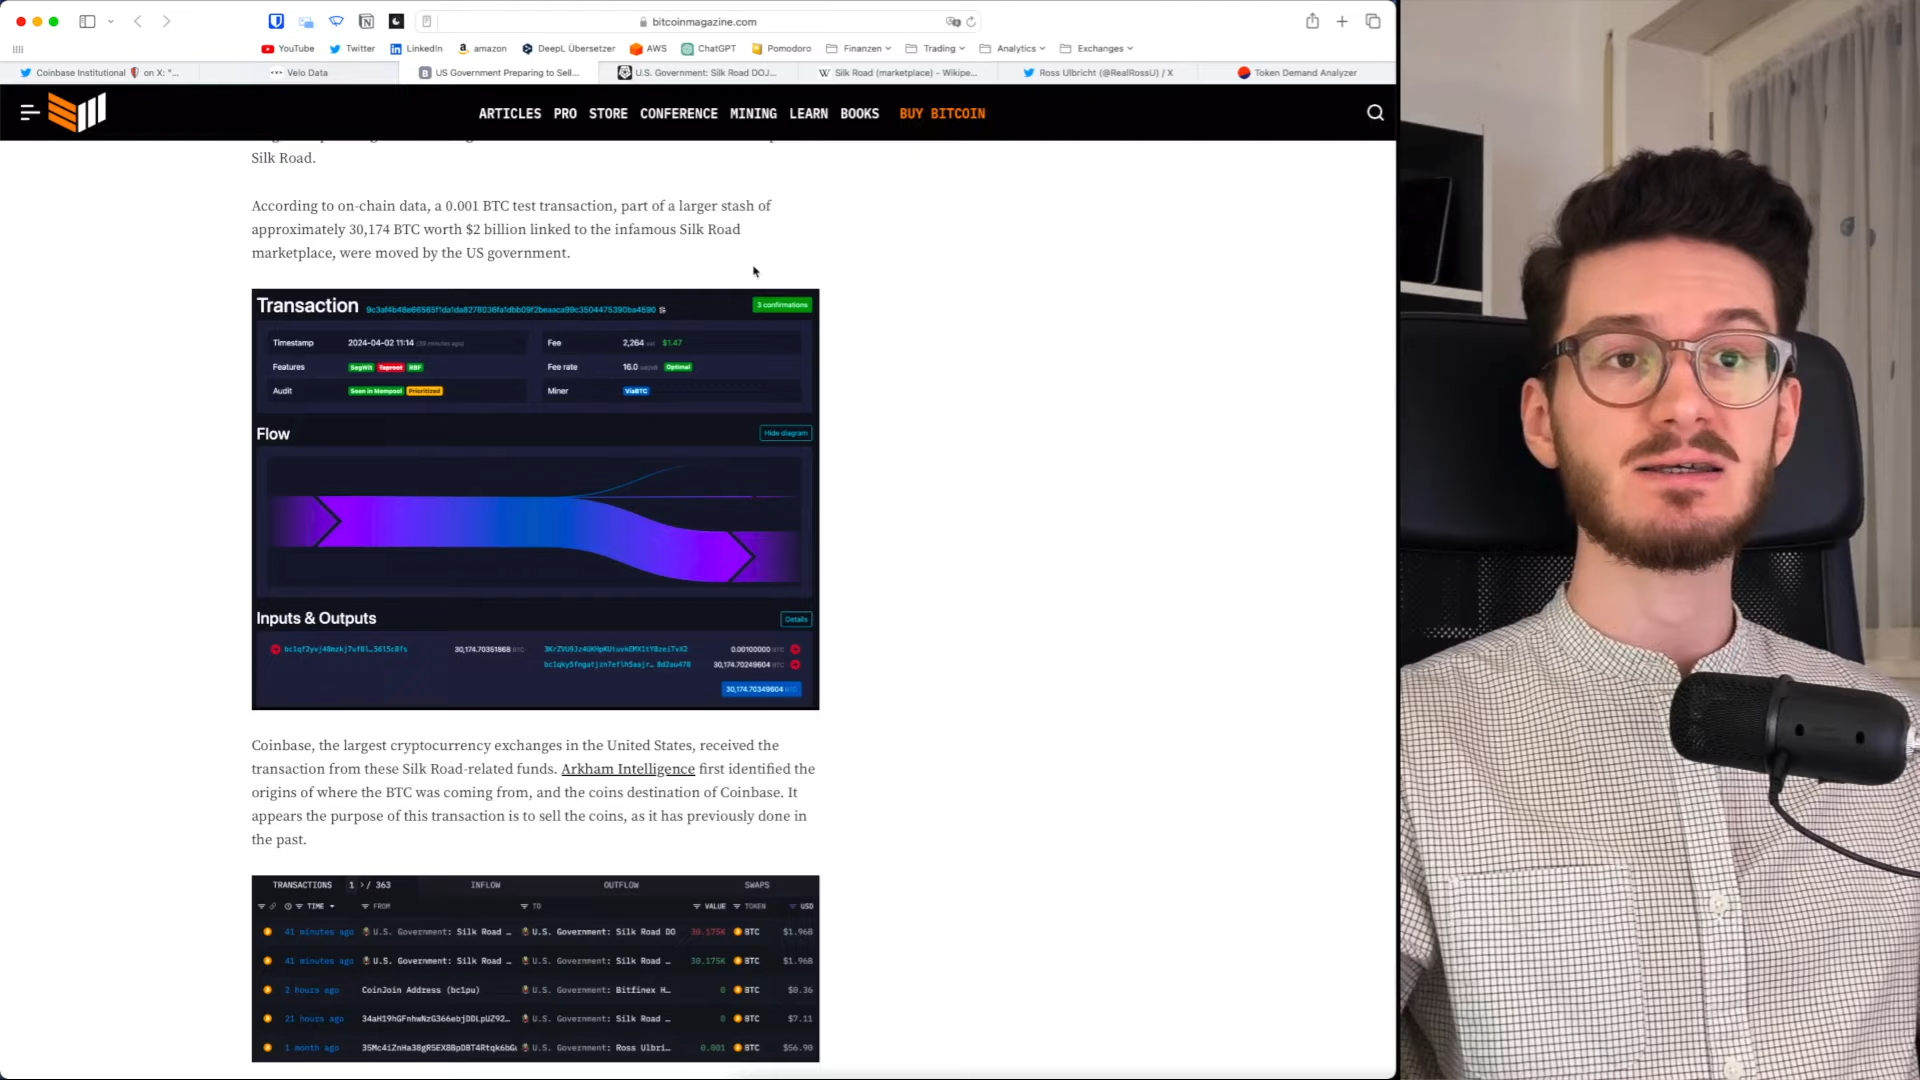 bitcoinmagazine.com
YouTube Twitter LinkedIn amazon DeepL Übersetzer AWS ChatGPT Pomodoro Finanzen Trading Analytics Exchanges
Coinbase Institutional 🛡️ on X: "... Velo Data US Government Preparing to Sell... U.S. Government: Silk Road DOJ... Silk Road (marketplace) - Wikipe... Ross Ulbricht (@RealRossU) / X Token Demand Analyzer
ARTICLES PRO STORE CONFERENCE MINING LEARN BOOKS BUY BITCOIN
Silk Road.
According to on-chain data, a 0.001 BTC test transaction, part of a larger stash of
approximately 30,174 BTC worth $2 billion linked to the infamous Silk Road
marketplace, were moved by the US government.
Transaction
3 confirmations
Timestamp 2024-04-02 11:14 Fee 2,264 sat $1.47
Features SegWit Taproot RBF Fee rate 16.0 sat/vB Optimal
Audit Seen in Mempool Prioritized Miner ViaBTC
Flow Hide diagram
Inputs & Outputs Details
30,174.70351868 BTC 0.00100000 BTC
30,174.70249604 BTC
30,174.70349604 BTC
Coinbase, the largest cryptocurrency exchanges in the United States, received the
transaction from these Silk Road-related funds. Arkham Intelligence first identified the
origins of where the BTC was coming from, and the coins destination of Coinbase. It
appears the purpose of this transaction is to sell the coins, as it has previously done in
the past.
TRANSACTIONS 1 > / 363 INFLOW OUTFLOW SWAPS
TIME FROM TO VALUE TOKEN USD
41 minutes ago U.S. Government: Silk Road … U.S. Government: Silk Road DO 30.175K BTC $1.96B
41 minutes ago U.S. Government: Silk Road … U.S. Government: Silk Road … 30.175K BTC $1.96B
2 hours ago CoinJoin Address (bc1pu) U.S. Government: Bitfinex H… 0 BTC $0.36
21 hours ago U.S. Government: Silk Road … 0 BTC $7.11
1 month ago U.S. Government: Ross Ulbri… 0.001 BTC $56.90